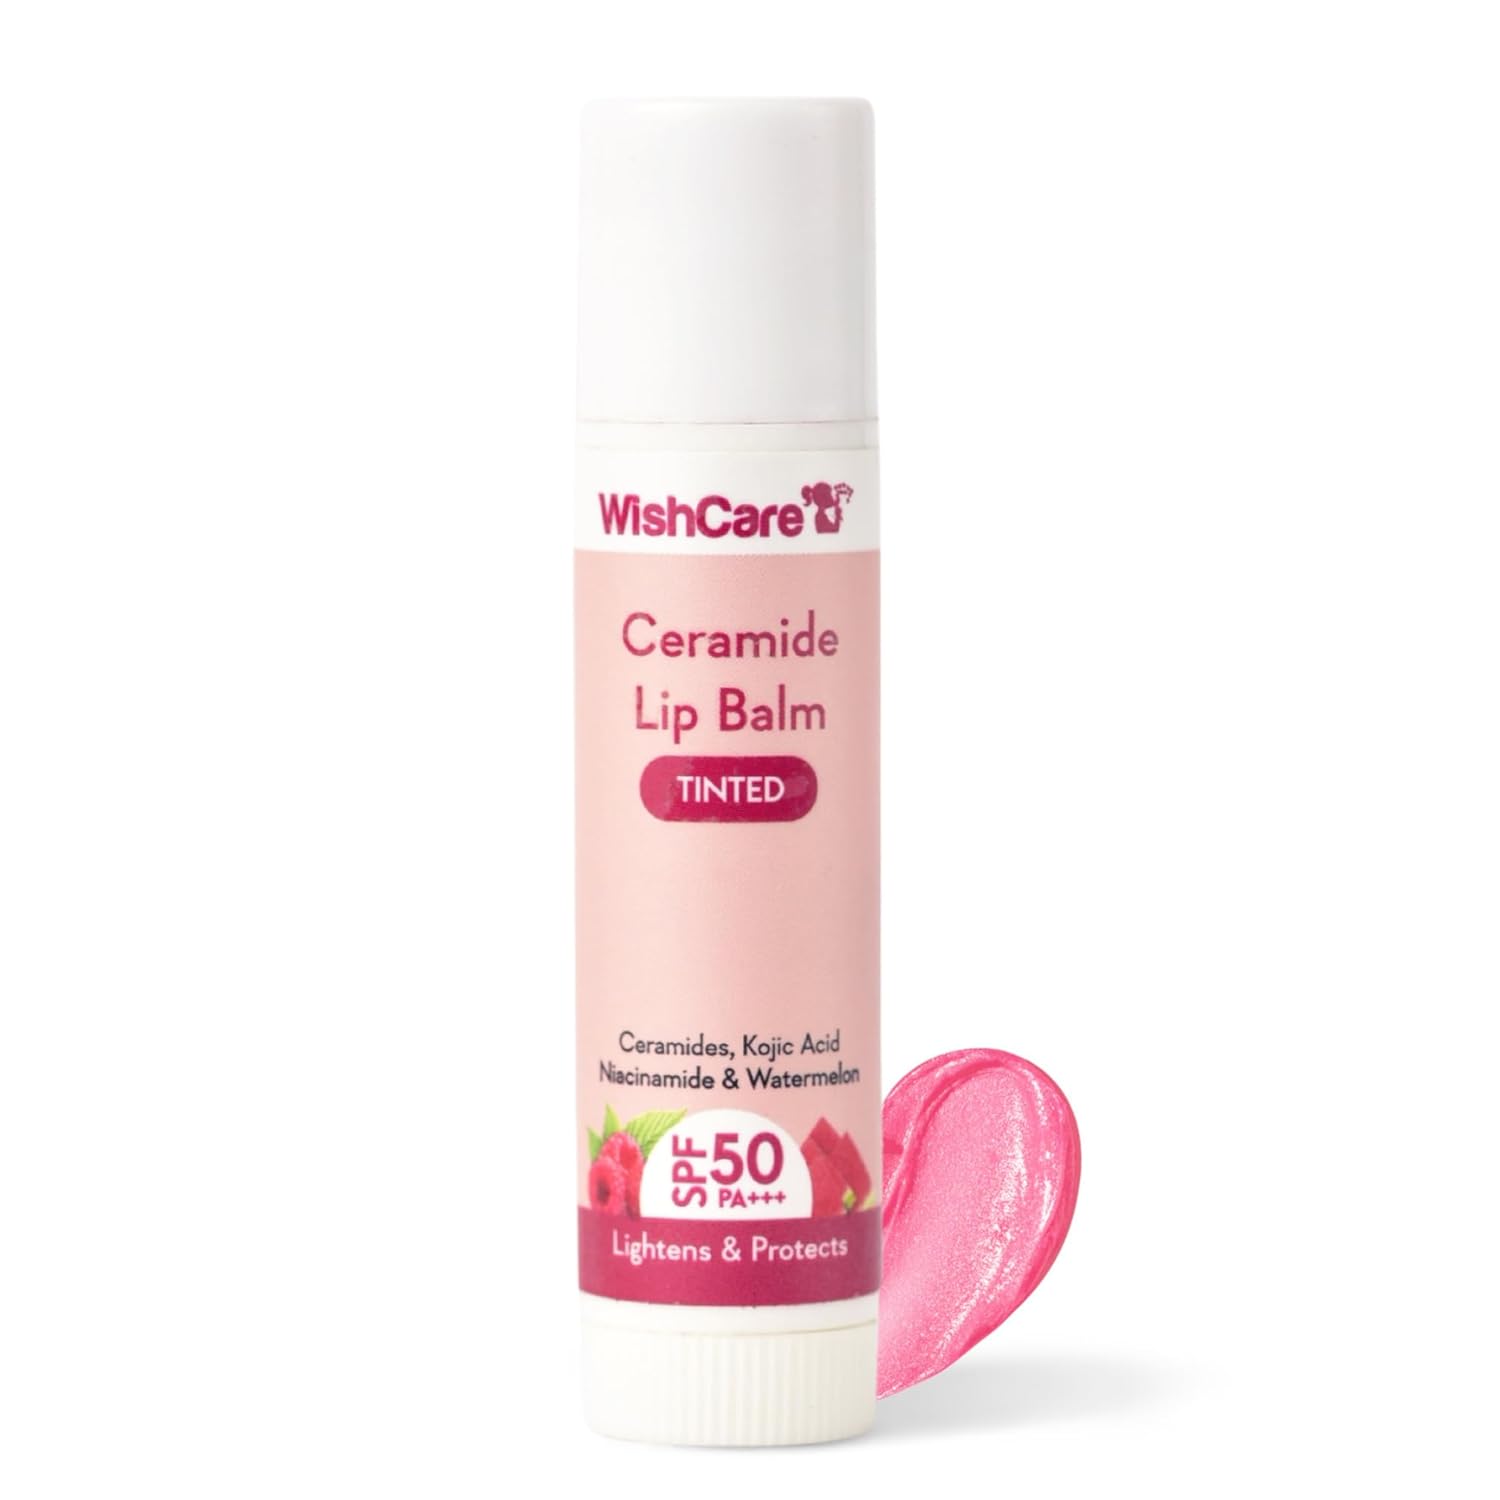 WishCare
Ceramide
Lip Balm
TINTED
Ceramides, Kojic Acid
Niacinamide & Watermelon
SPF 50
PA+++
Lightens & Protects